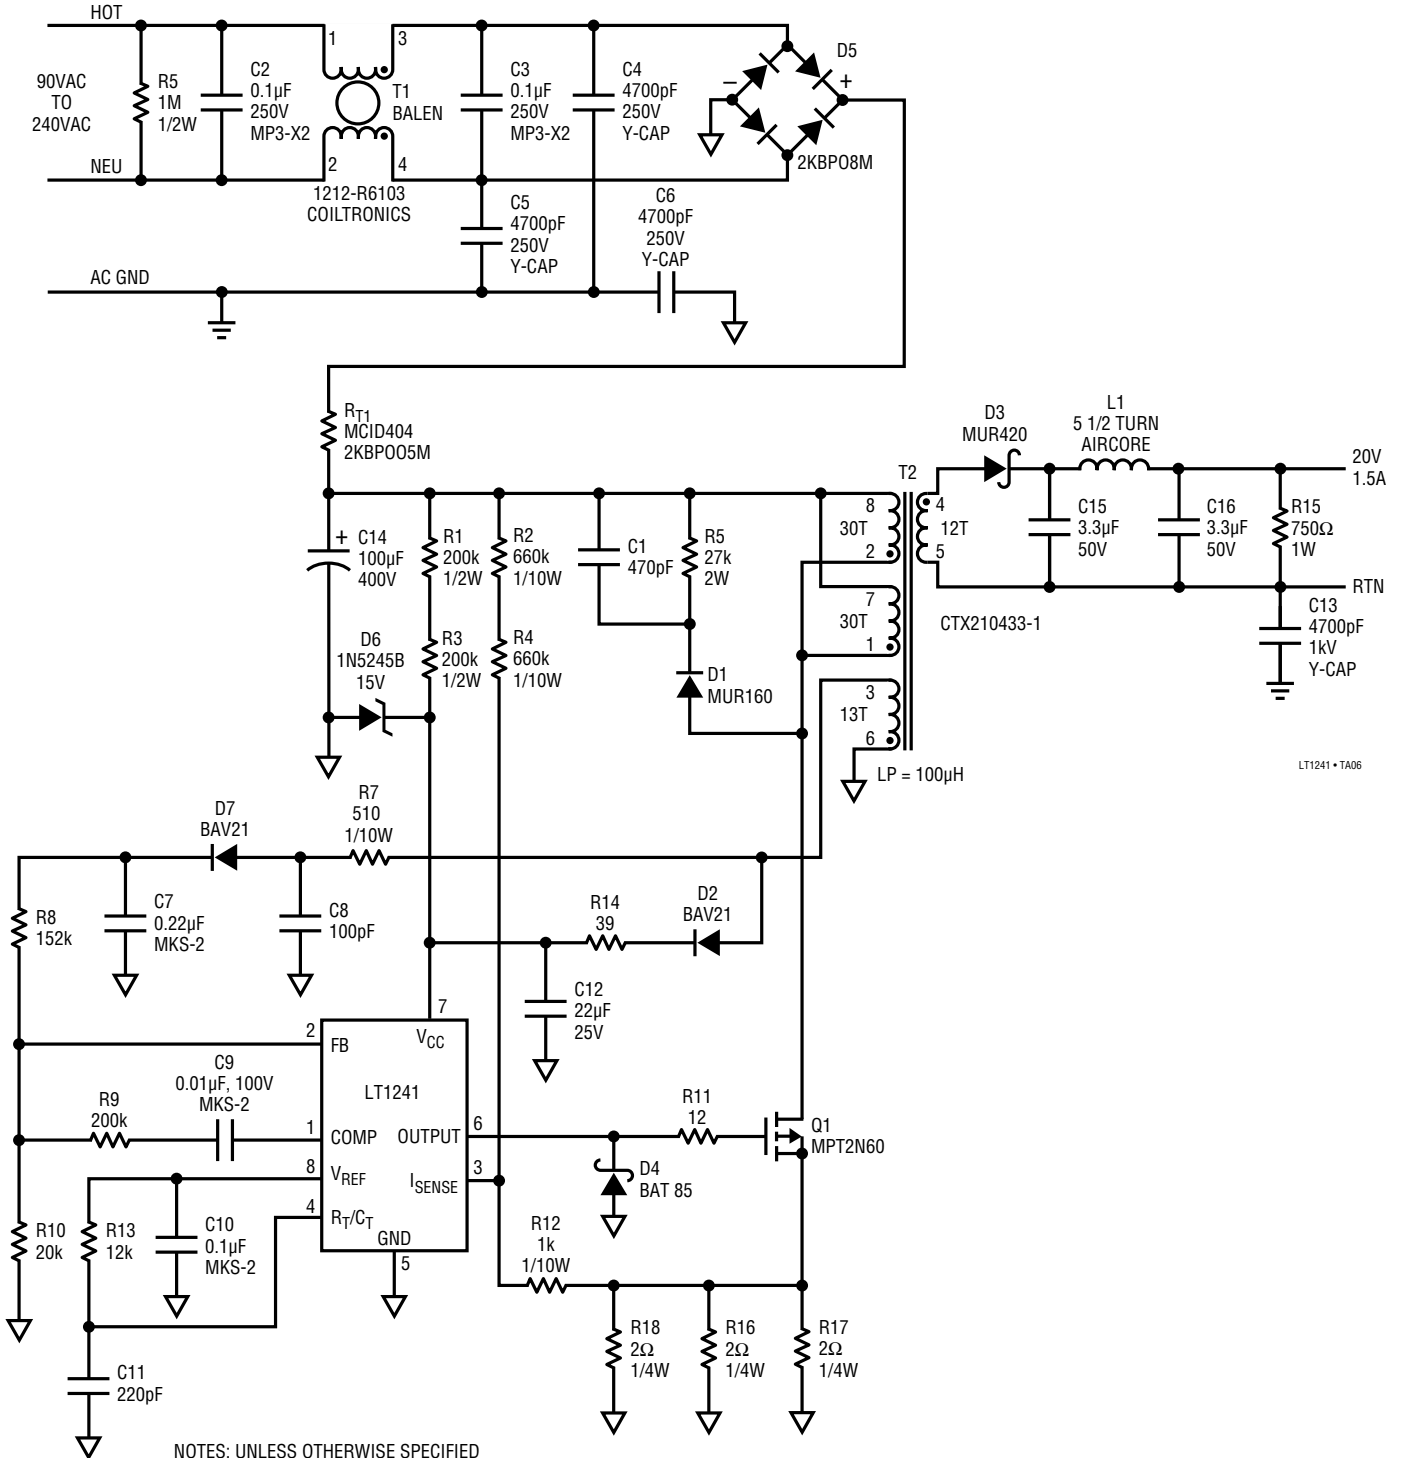 HOT
90VAC
TO
240VAC
R5
1M
1/2W
C2
0.1µF
250V
MP3-X2
1
3
T1
BALEN
2
4
1212-R6103
COILTRONICS
C3
0.1µF
250V
MP3-X2
C4
4700pF
250V
Y-CAP
D5
–
+
2KBPO8M
NEU
C5
4700pF
250V
Y-CAP
C6
4700pF
250V
Y-CAP
AC GND
RT1
MCID404
2KBPOO5M
+
C14
100µF
400V
R1
200k
1/2W
R2
660k
1/10W
C1
470pF
R5
27k
2W
R3
200k
1/2W
R4
660k
1/10W
D6
1N5245B
15V
D1
MUR160
T2
8
30T
2
7
30T
1
3
13T
6
4
12T
5
LP = 100µH
CTX210433-1
D3
MUR420
L1
5 1/2 TURN
AIRCORE
20V
1.5A
C15
3.3µF
50V
C16
3.3µF
50V
R15
750Ω
1W
RTN
C13
4700pF
1kV
Y-CAP
LT1241 • TA06
D7
BAV21
R7
510
1/10W
R8
152k
C7
0.22µF
MKS-2
C8
100pF
R14
39
D2
BAV21
C12
22µF
25V
7
VCC
2
FB
LT1241
C9
0.01µF, 100V
MKS-2
R9
200k
1
COMP
OUTPUT
6
8
VREF
ISENSE
3
4
RT/CT
GND
5
R11
12
Q1
MPT2N60
D4
BAT 85
R10
20k
R13
12k
C10
0.1µF
MKS-2
R12
1k
1/10W
R18
2Ω
1/4W
R16
2Ω
1/4W
R17
2Ω
1/4W
C11
220pF
NOTES: UNLESS OTHERWISE SPECIFIED